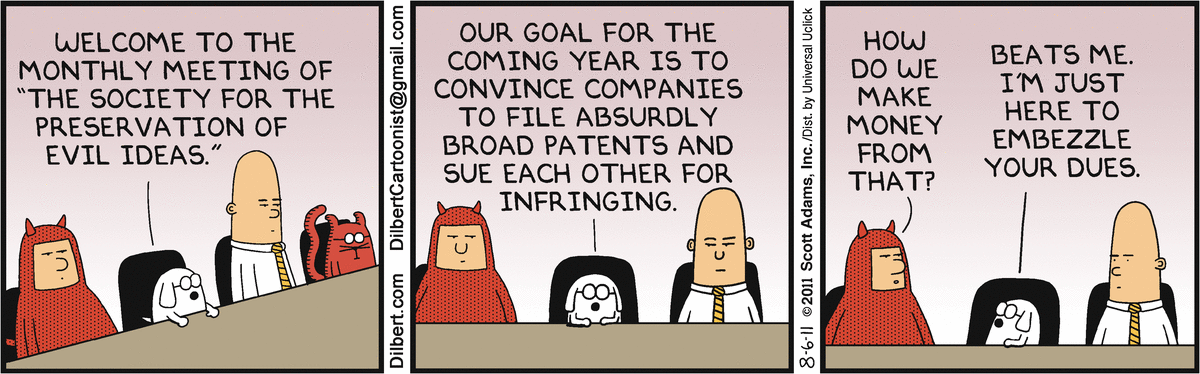 WELCOME TO THE
MONTHLY MEETING OF
"THE SOCIETY FOR THE
PRESERVATION OF
EVIL IDEAS."
Dilbert.com DilbertCartoonist@gmail.com
OUR GOAL FOR THE
COMING YEAR IS TO
CONVINCE COMPANIES
TO FILE ABSURDLY
BROAD PATENTS AND
SUE EACH OTHER FOR
INFRINGING.
8-6-11 ©2011 Scott Adams, Inc./Dist. by Universal Uclick
HOW
DO WE
MAKE
MONEY
FROM
THAT?
BEATS ME.
I'M JUST
HERE TO
EMBEZZLE
YOUR DUES.